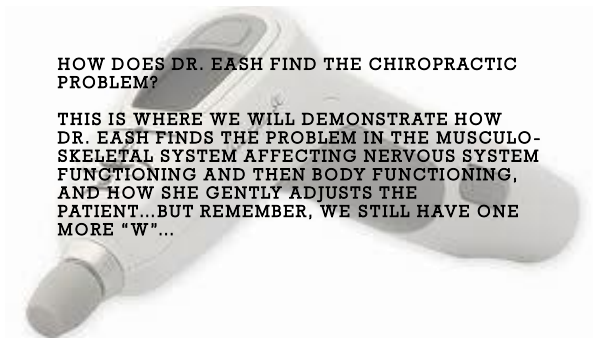 HOW DOES DR. EASH FIND THE CHIROPRACTIC
PROBLEM?
THIS IS WHERE WE WILL DEMONSTRATE HOW
DR. EASH FINDS THE PROBLEM IN THE MUSCULO-
SKELETAL SYSTEM AFFECTING NERVOUS SYSTEM
FUNCTIONING AND THEN BODY FUNCTIONING,
AND HOW SHE GENTLY ADJUSTS THE
PATIENT...BUT REMEMBER, WE STILL HAVE ONE
MORE “W”...